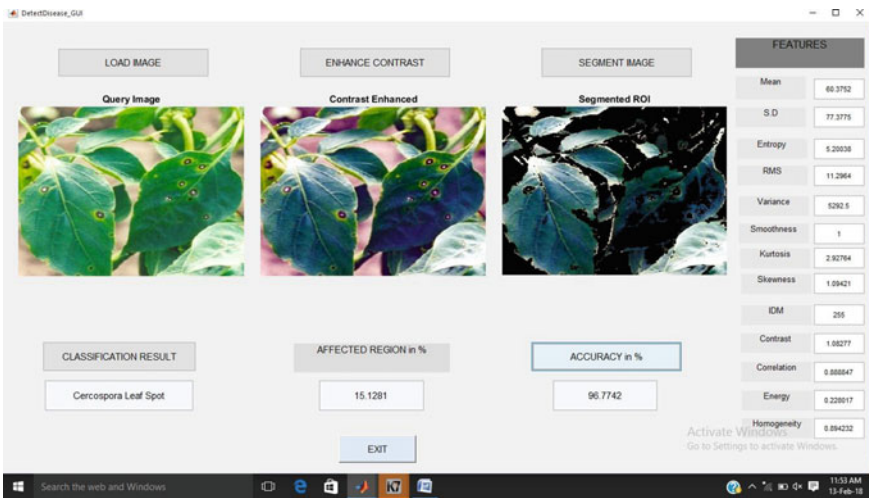 DetectDisease_GUI
LOAD IMAGE
ENHANCE CONTRAST
SEGMENT IMAGE
Query Image
Contrast Enhanced
Segmented ROI
CLASSIFICATION RESULT
Cercospora Leaf Spot
AFFECTED REGION in %
15.1281
ACCURACY in %
96.7742
EXIT
FEATURES
Mean 60.3752
S.D 77.3775
Entropy 5.20038
RMS 11.2964
Variance 5292.5
Smoothness 1
Kurtosis 2.92764
Skewness 1.09421
IDM 255
Contrast 1.08277
Correlation 0.888847
Energy 0.228017
Homogeneity 0.894232
Activate Windows
Go to Settings to activate Windows.
Search the web and Windows
11:53 AM
13-Feb-18